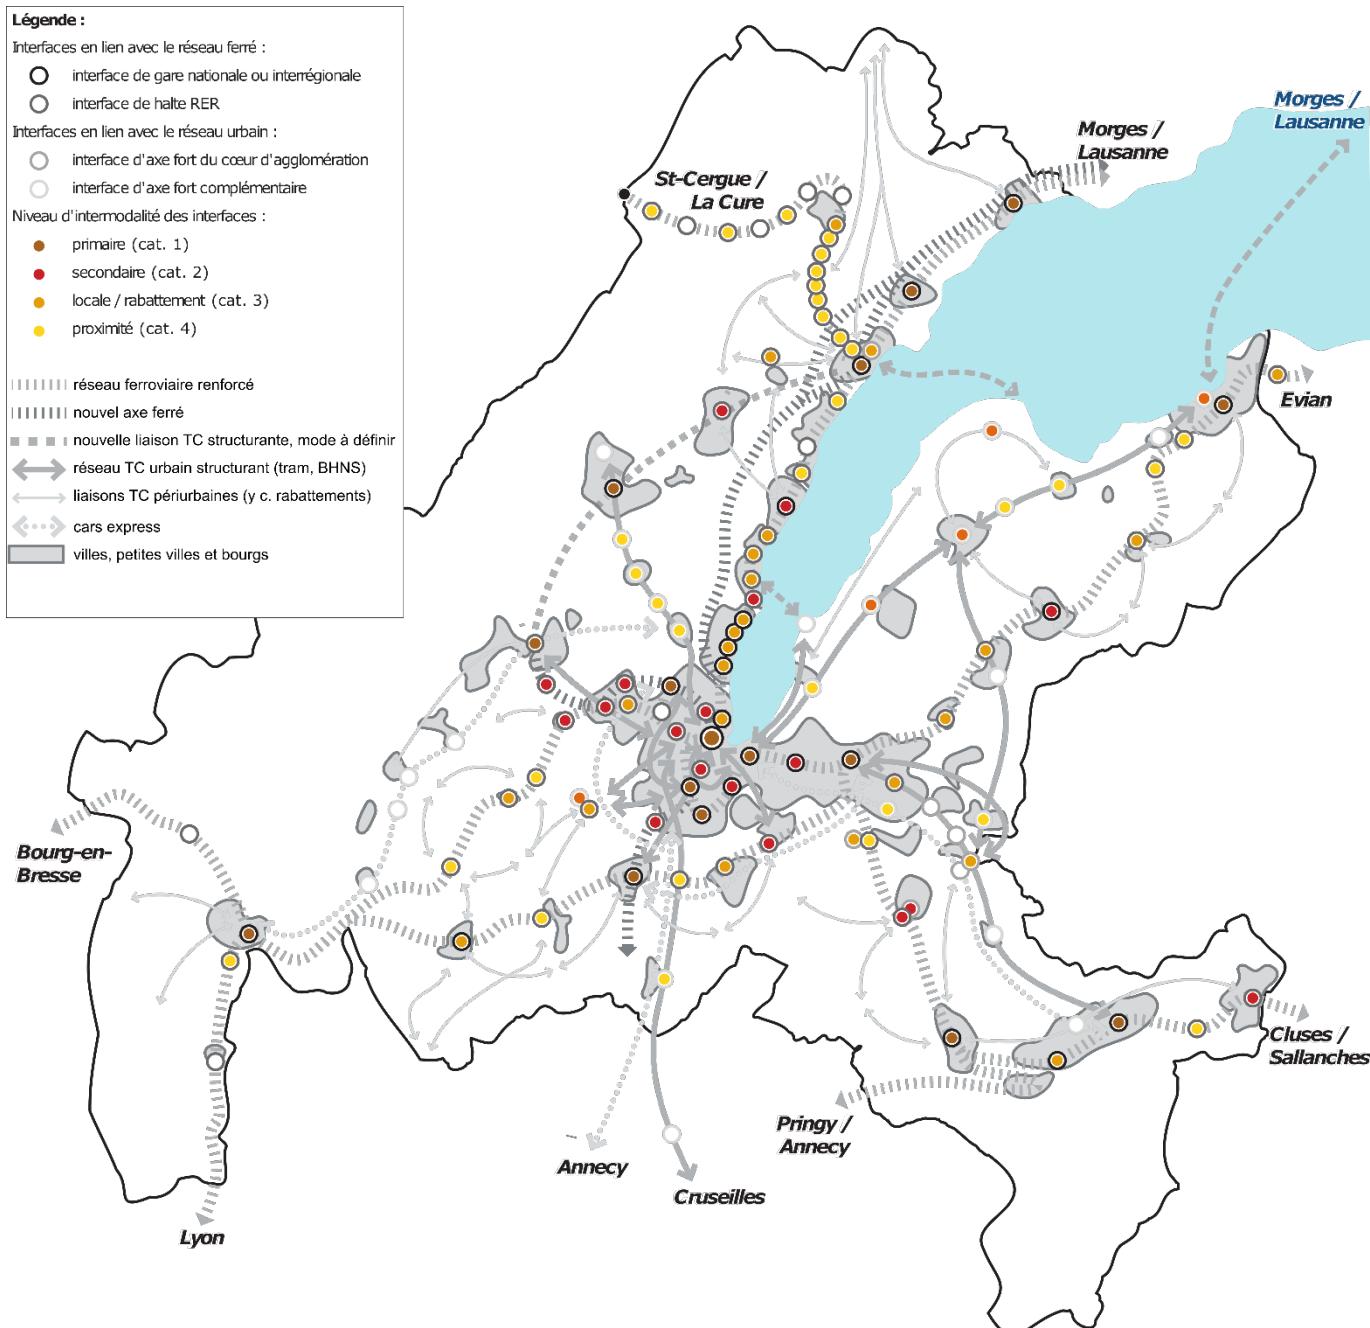 Légende :
Interfaces en lien avec le réseau ferré :
interface de gare nationale ou interrégionale
interface de halte RER
Interfaces en lien avec le réseau urbain :
interface d'axe fort du cœur d'agglomération
interface d'axe fort complémentaire
Niveau d'intermodalité des interfaces :
primaire (cat. 1)
secondaire (cat. 2)
locale / rabattement (cat. 3)
proximité (cat. 4)
réseau ferroviaire renforcé
nouvel axe ferré
nouvelle liaison TC structurante, mode à définir
réseau TC urbain structurant (tram, BHNS)
liaisons TC périurbaines (y c. rabattements)
cars express
villes, petites villes et bourgs
Morges /
Lausanne
Morges /
Lausanne
St-Cergue /
La Cure
Evian
Bourg-en-
Bresse
Cluses /
Sallanches
Pringy /
Annecy
Annecy
Cruseilles
Lyon